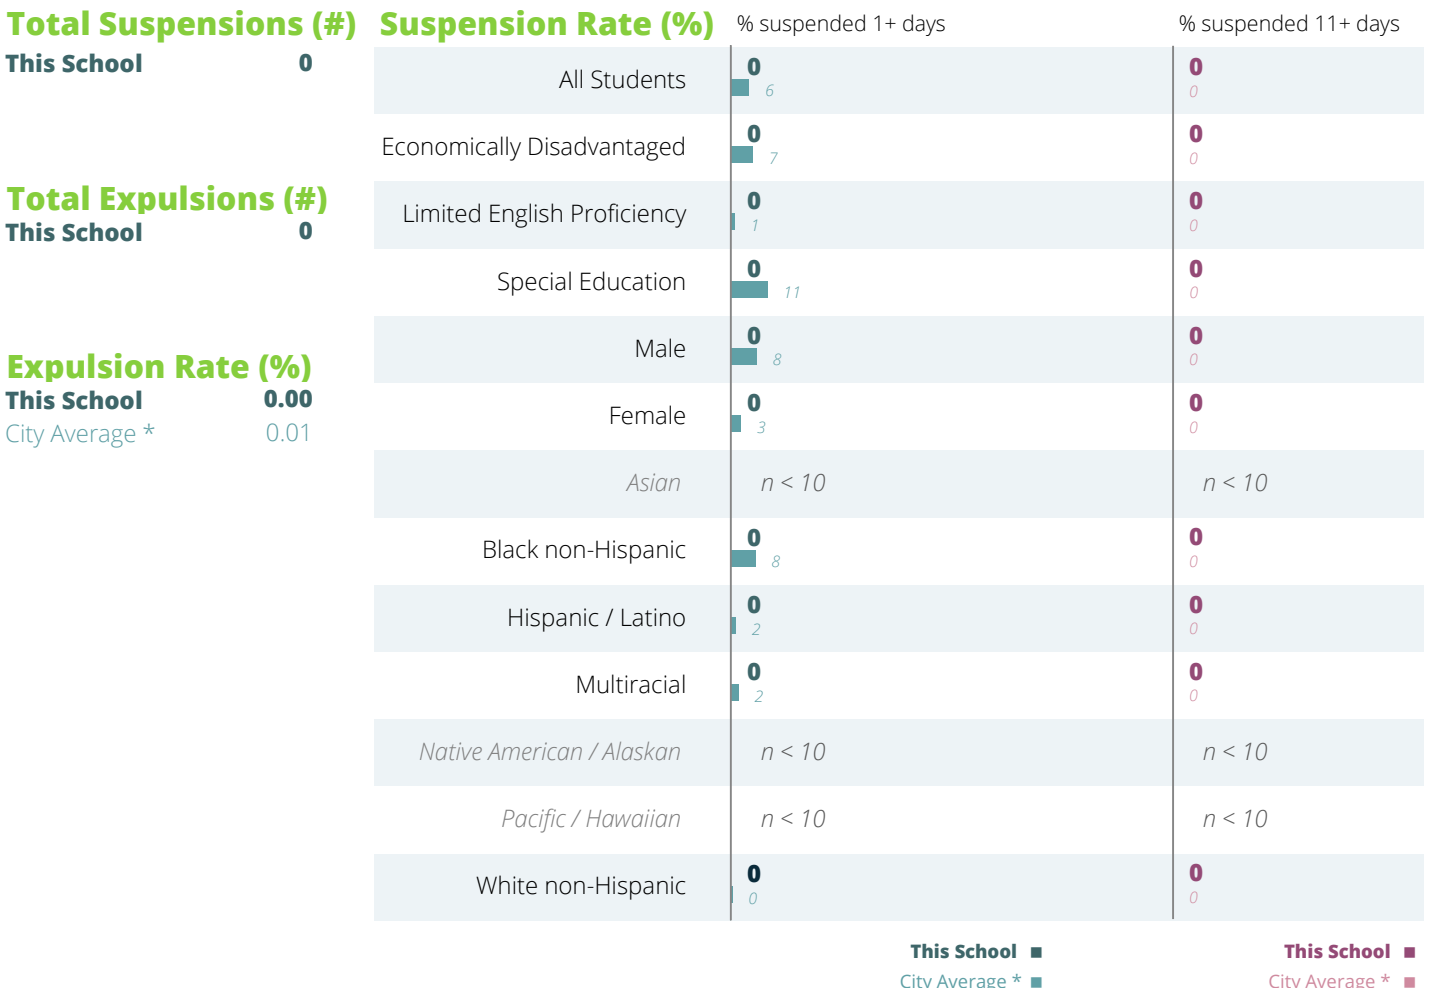 Total Suspensions (#)
This School 0
Total Expulsions (#)
This School 0
Expulsion Rate (%)
This School 0.00
City Average * 0.01
Suspension Rate (%) % suspended 1+ days % suspended 11+ days
All Students 0 0
6 0
Economically Disadvantaged 0 0
7 0
Limited English Proficiency 0 0
1 0
Special Education 0 0
11 0
Male 0 0
8 0
Female 0 0
3 0
Asian n < 10 n < 10
Black non-Hispanic 0 0
8 0
Hispanic / Latino 0 0
2 0
Multiracial 0 0
2 0
Native American / Alaskan n < 10 n < 10
Pacific / Hawaiian n < 10 n < 10
White non-Hispanic 0 0
0 0
This School This School
City Average * City Average *